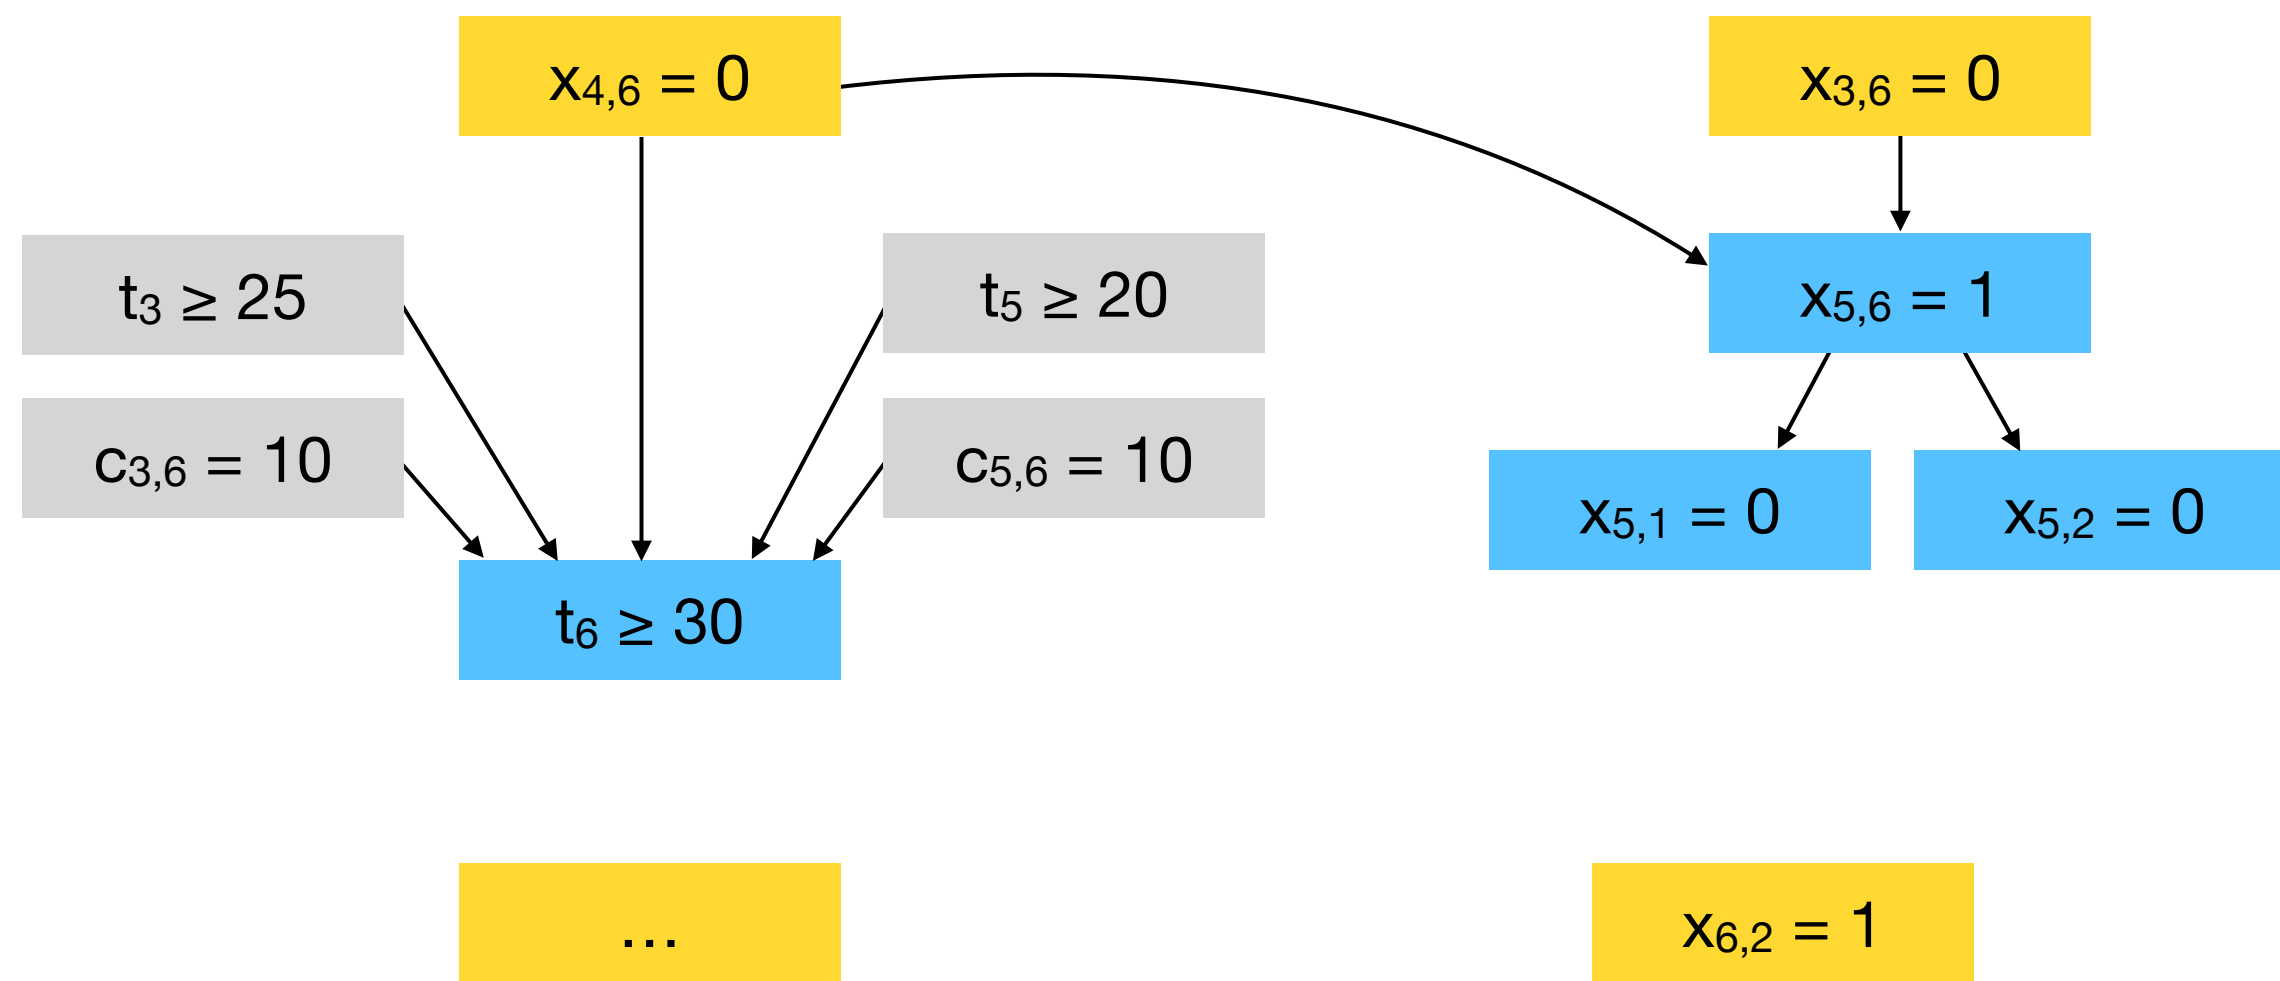 x4,6 = 0
x3,6 = 0
t3 ≥ 25
t5 ≥ 20
x5,6 = 1
c3,6 = 10
c5,6 = 10
x5,1 = 0
x5,2 = 0
t6 ≥ 30
...
x6,2 = 1